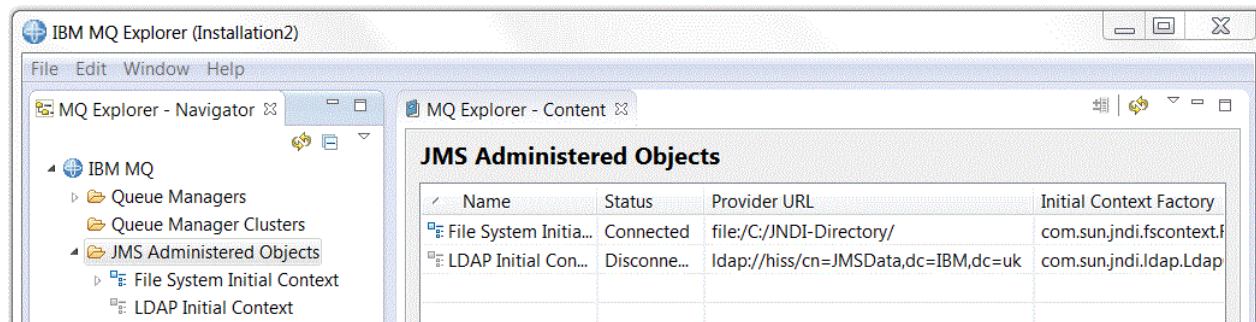 IBM MQ Explorer (Installation2)
File Edit Window Help
MQ Explorer - Navigator
IBM MQ
Queue Managers
Queue Manager Clusters
JMS Administered Objects
File System Initial Context
LDAP Initial Context
MQ Explorer - Content
JMS Administered Objects
Name Status Provider URL Initial Context Factory
File System Initia... Connected file:/C:/JNDI-Directory/ com.sun.jndi.fscontext.F
LDAP Initial Con... Disconne... ldap://hiss/cn=JMSData,dc=IBM,dc=uk com.sun.jndi.ldap.Ldap